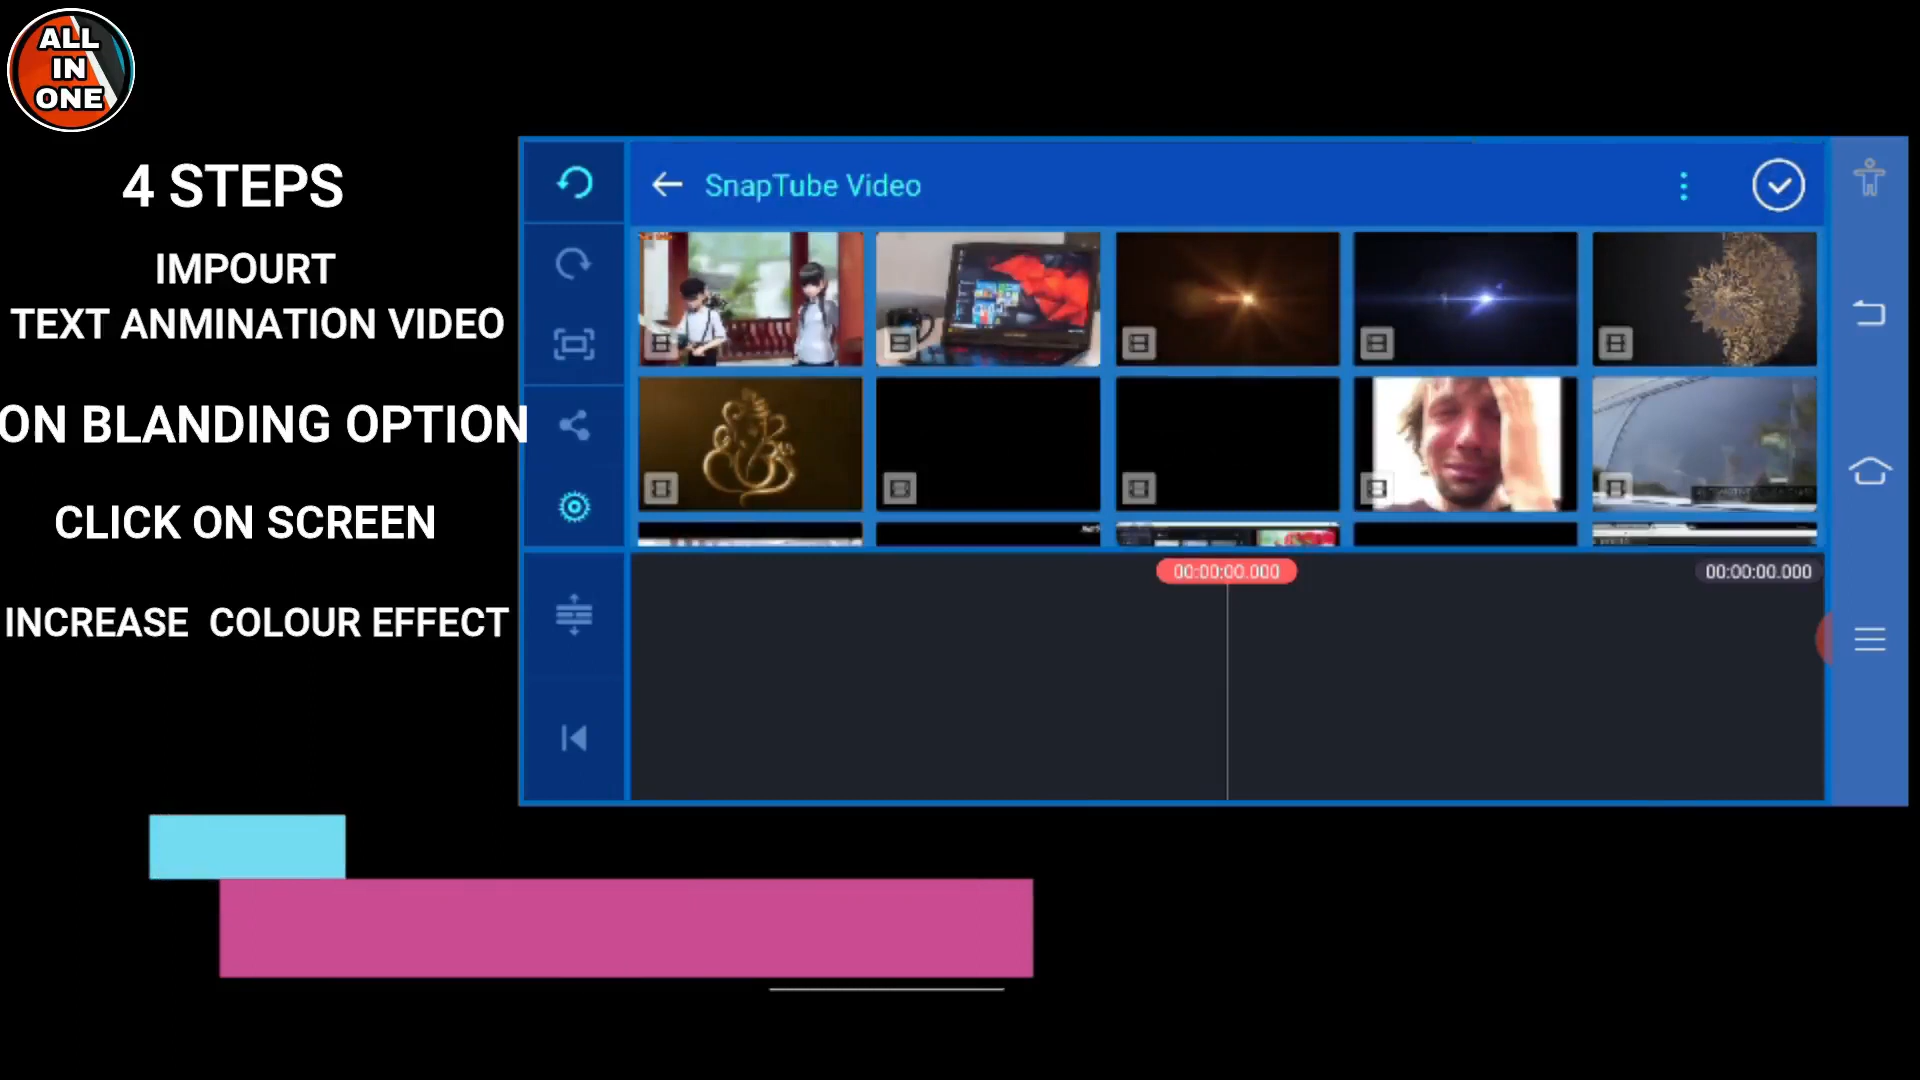 ALL
IN
ONE
4 STEPS
IMPOURT
TEXT ANMINATION VIDEO
ON BLANDING OPTION
CLICK ON SCREEN
INCREASE COLOUR EFFECT
SnapTube Video
00:00:00.000
00:00:00.000